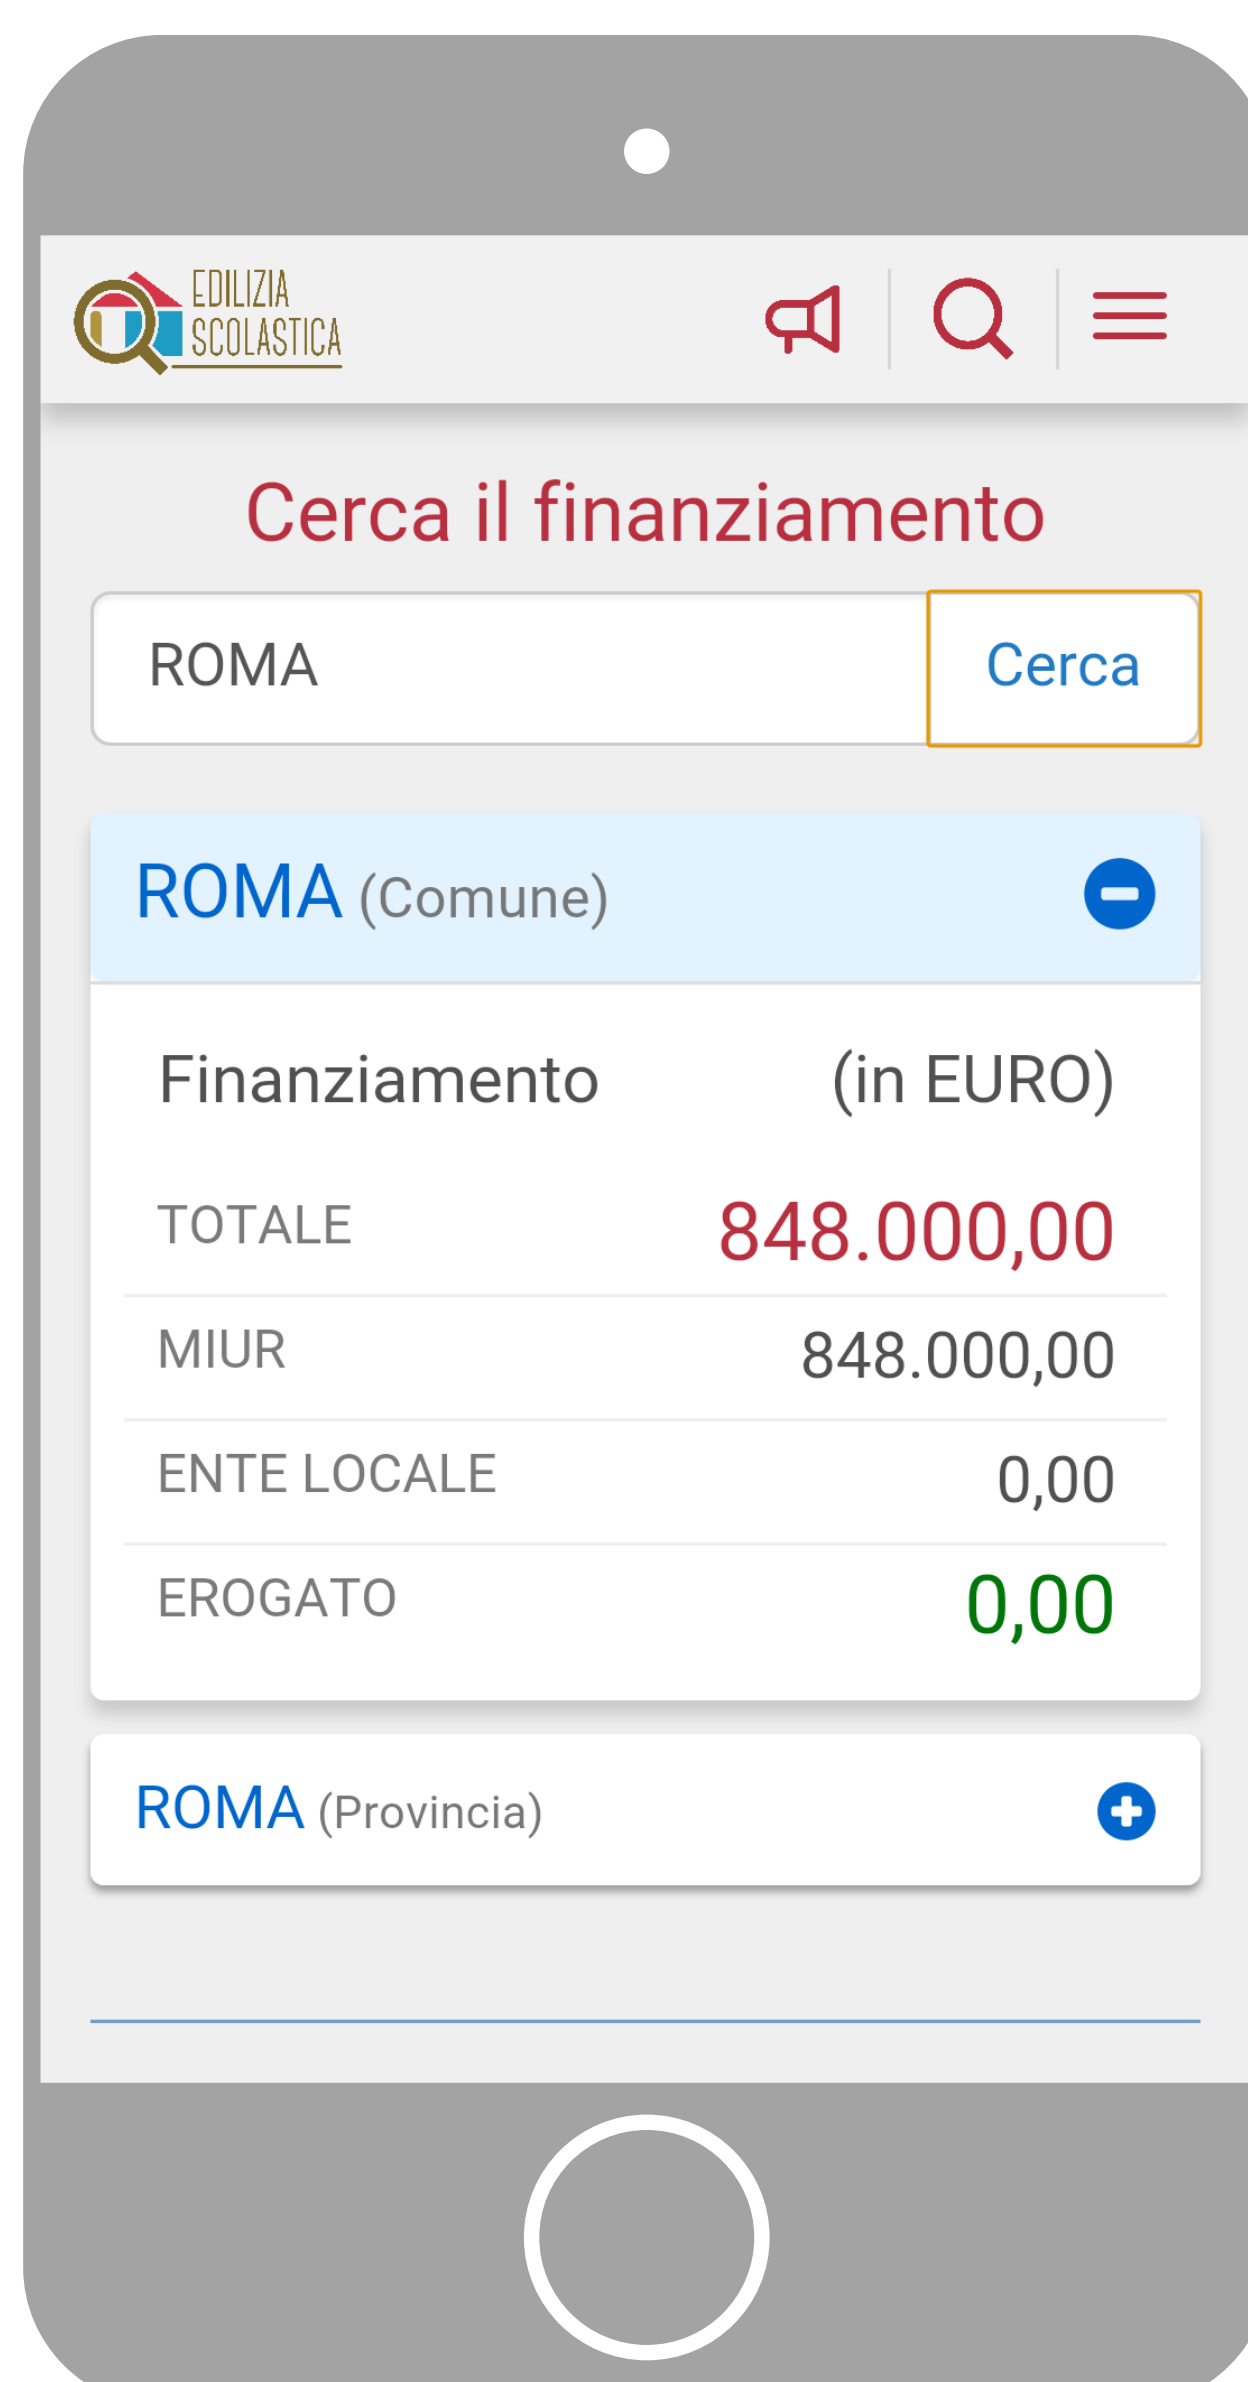 EDILIZIA
SCOLASTICA
Cerca il finanziamento
ROMA Cerca
ROMA (Comune)
Finanziamento (in EURO)
TOTALE 848.000,00
MIUR 848.000,00
ENTE LOCALE 0,00
EROGATO 0,00
ROMA (Provincia)